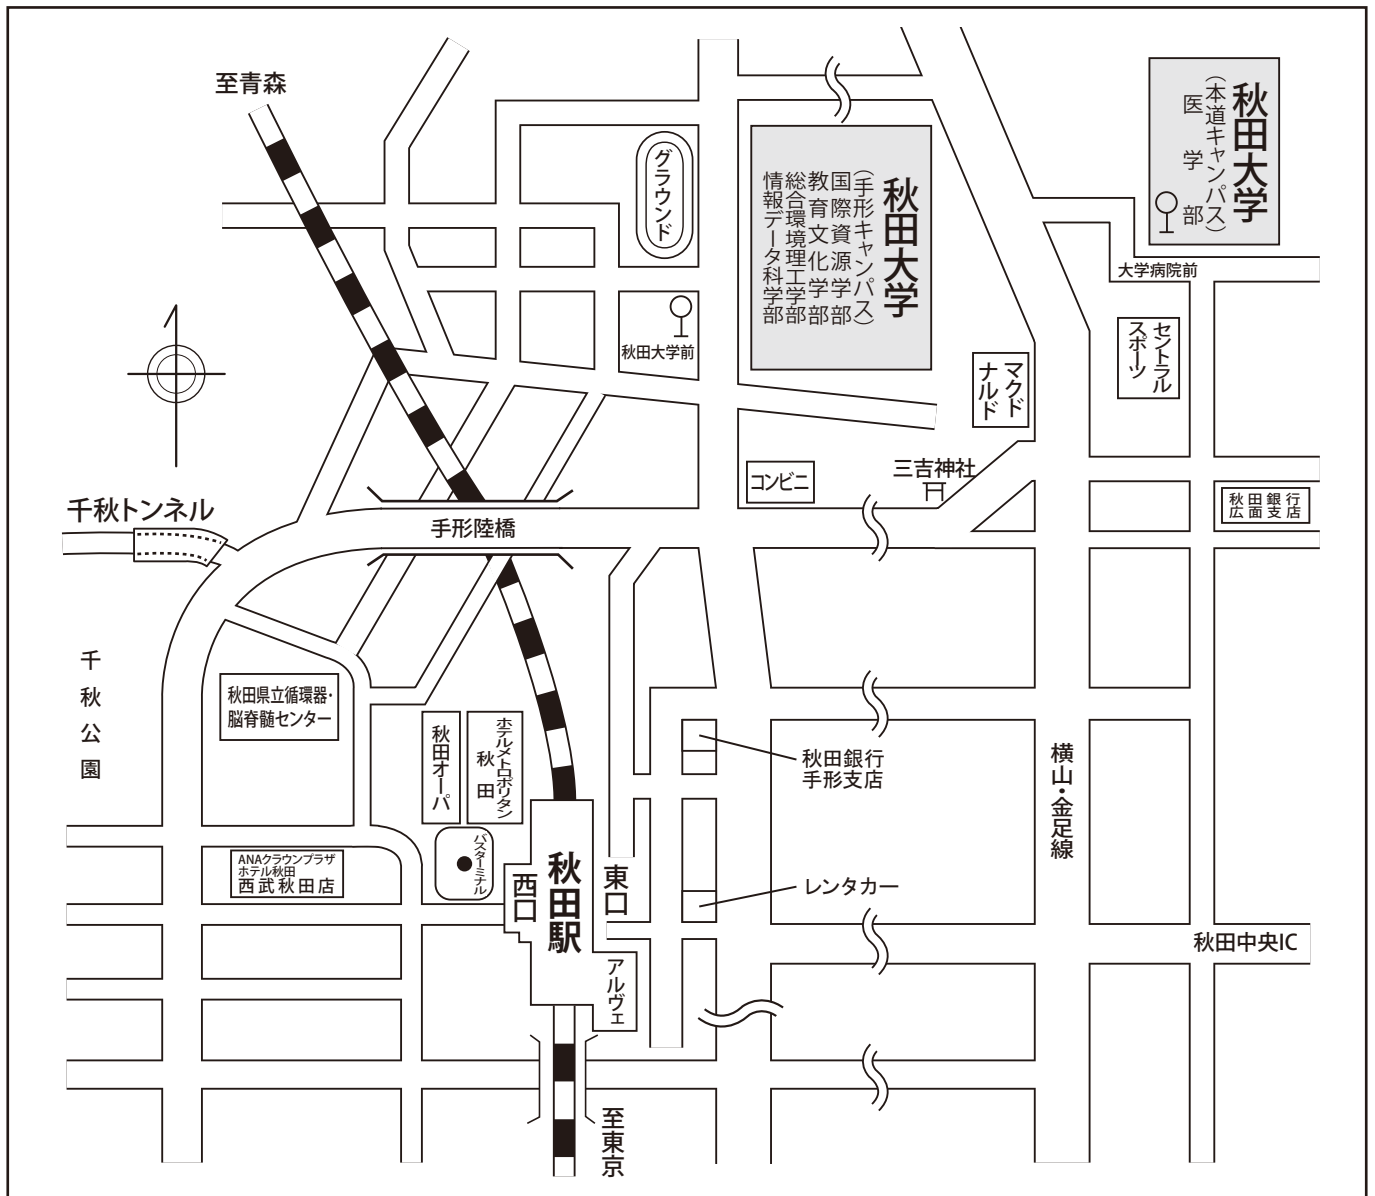 至青森
グラウンド
秋田大学
(手形キャンパス)
国際資源学部
教育文化学部
総合環境理工学部
情報データ科学部
秋田大学
(本道キャンパス)
医学部
大学病院前
秋田大学前
セントラル
スポーツ
マクド
ナルド
コンビニ
三吉神社
秋田銀行
広面支店
千秋トンネル
手形陸橋
千秋公園
秋田県立循環器・
脳脊髄センター
秋田オーパ
ホテルメトロポリタン
秋田
秋田銀行
手形支店
横山・金足線
バスターミナル
ANAクラウンプラザ
ホテル秋田
西武秋田店
西口
秋田駅
東口
レンタカー
秋田中央IC
アルヴェ
至東京